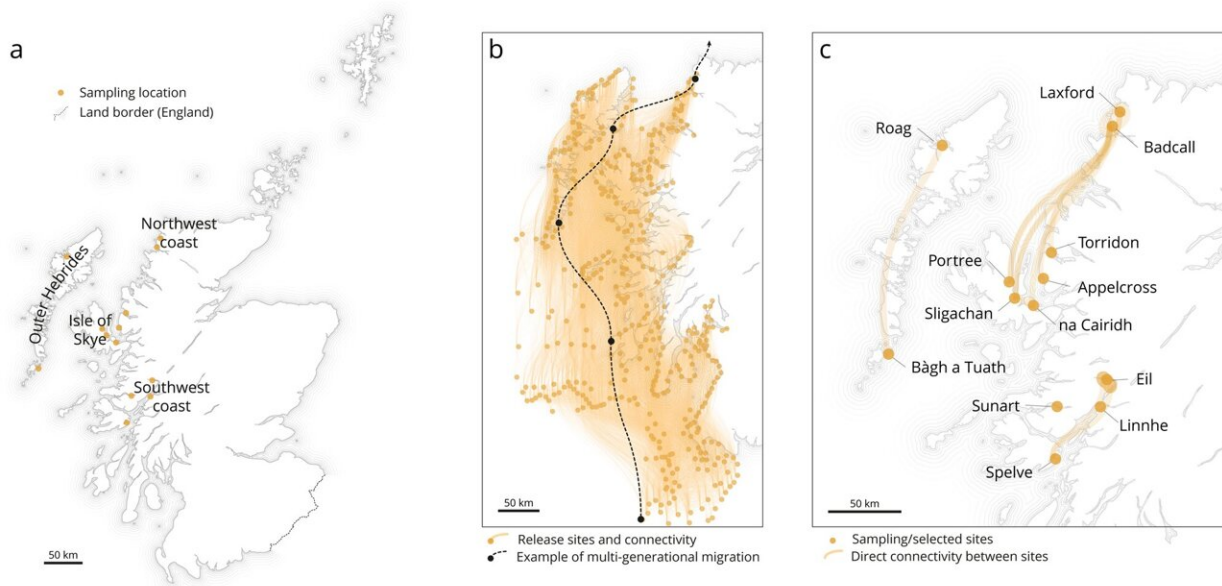 a
Sampling location
Land border (England)
Outer Hebrides
Northwest
coast
Isle of
Skye
Southwest
coast
50 km
b
50 km
Release sites and connectivity
Example of multi-generational migration
c
Laxford
Roag
Badcall
Torridon
Portree
Appelcross
Sligachan
na Cairidh
Bàgh a Tuath
Eil
Sunart
Linnhe
Spelve
50 km
Sampling/selected sites
Direct connectivity between sites